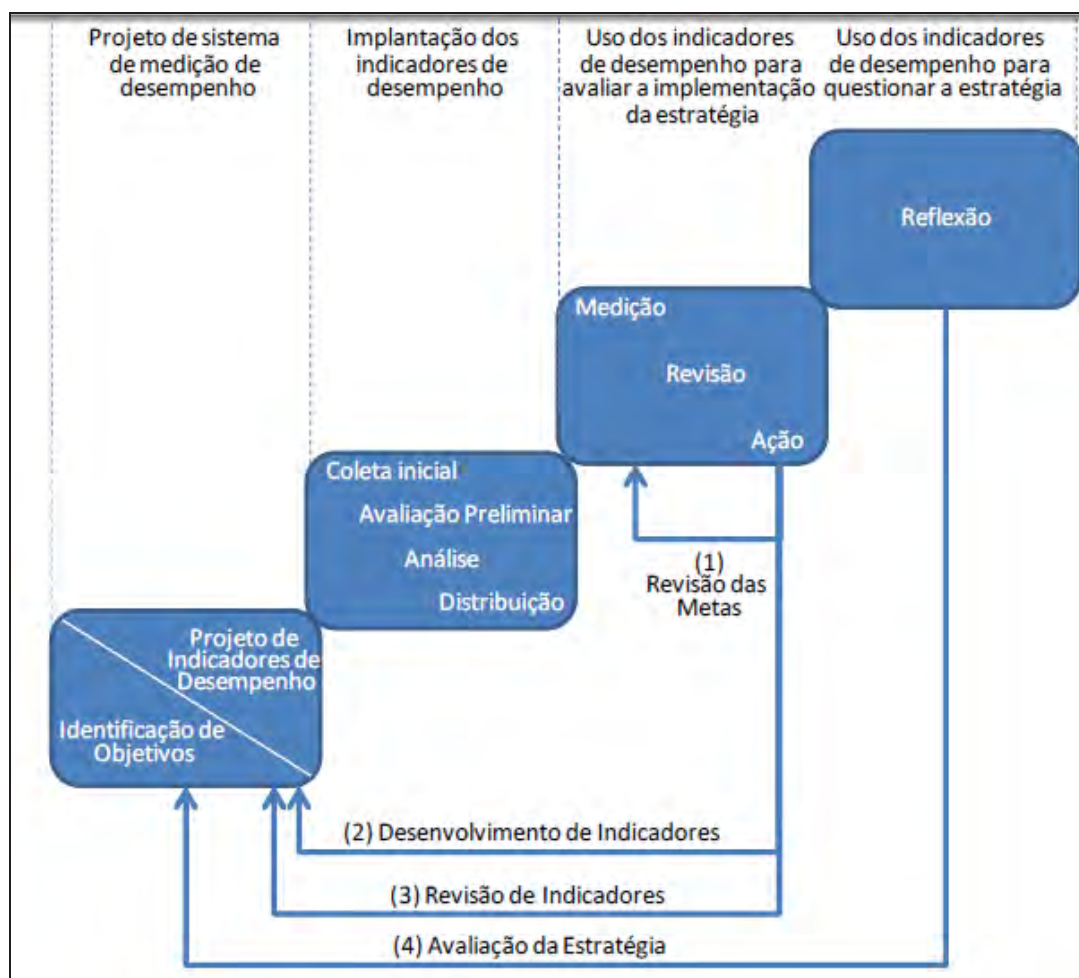 Projeto de sistema
de medição de
desempenho
Implantação dos
indicadores de
desempenho
Uso dos indicadores
de desempenho para
avaliar a implementação
da estratégia
Uso dos indicadores
de desempenho para
questionar a estratégia
Reflexão
Medição
Revisão
Ação
Coleta inicial
Avaliação Preliminar
Análise
Distribuição
(1)
Revisão das
Metas
Projeto de
Indicadores de
Desempenho
Identificação de
Objetivos
(2) Desenvolvimento de Indicadores
(3) Revisão de Indicadores
(4) Avaliação da Estratégia